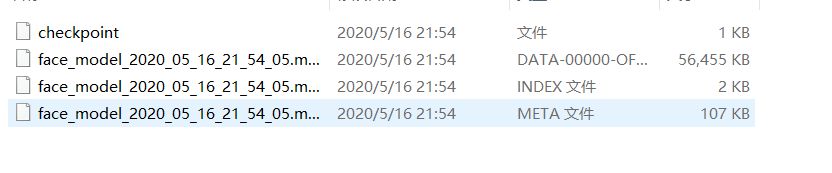 checkpoint 2020/5/16 21:54 文件 1 KB
face_model_2020_05_16_21_54_05.m... 2020/5/16 21:54 DATA-00000-OF... 56,455 KB
face_model_2020_05_16_21_54_05.m... 2020/5/16 21:54 INDEX 文件 2 KB
face_model_2020_05_16_21_54_05.m... 2020/5/16 21:54 META 文件 107 KB